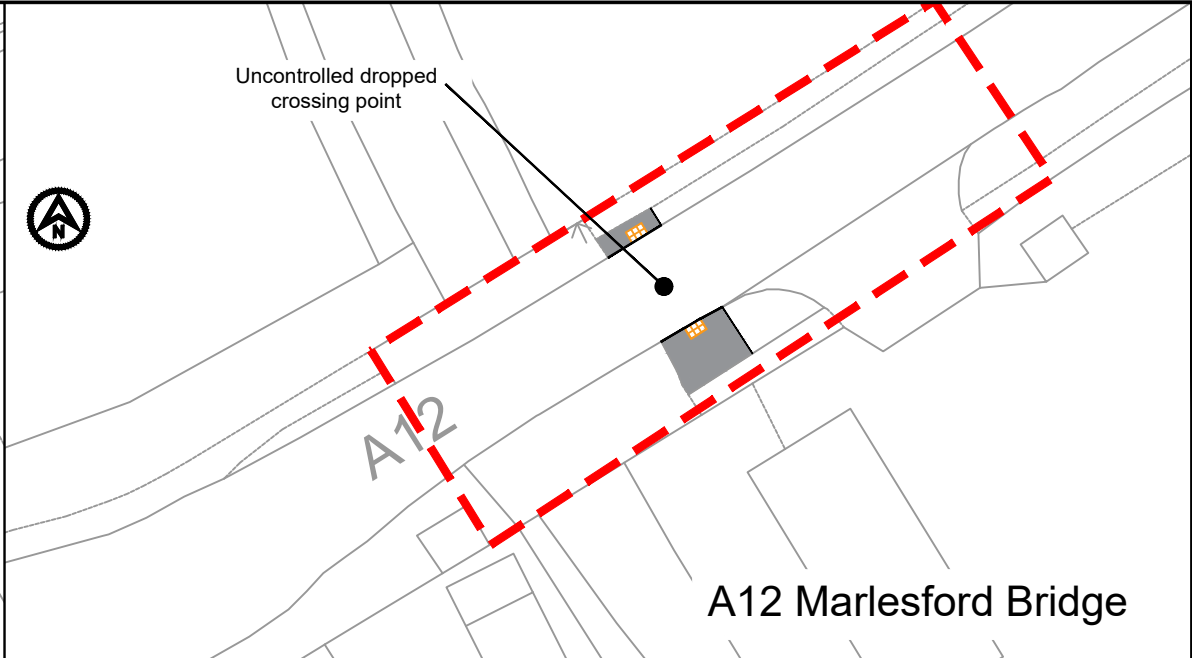 Uncontrolled dropped
crossing point
N
A12
A12 Marlesford Bridge